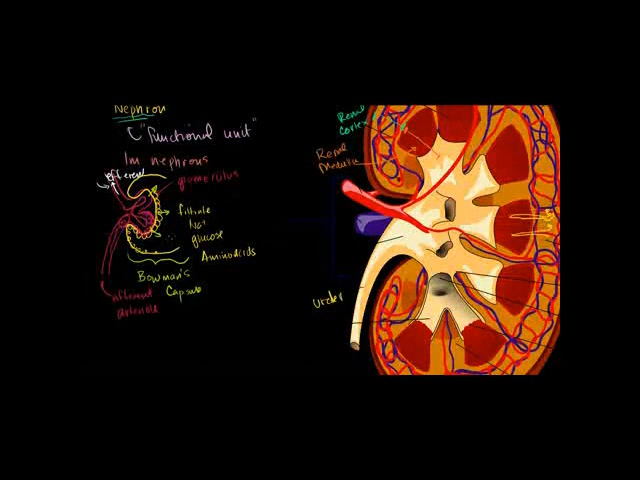 Nephron
"functional unit"
1m nephrons
efferent
glomerulus
filtrate
Na+
glucose
Amino acids
Bowman's
Capsule
afferent
arteriole
Renal
Cortex
Renal
Medulla
Ureter